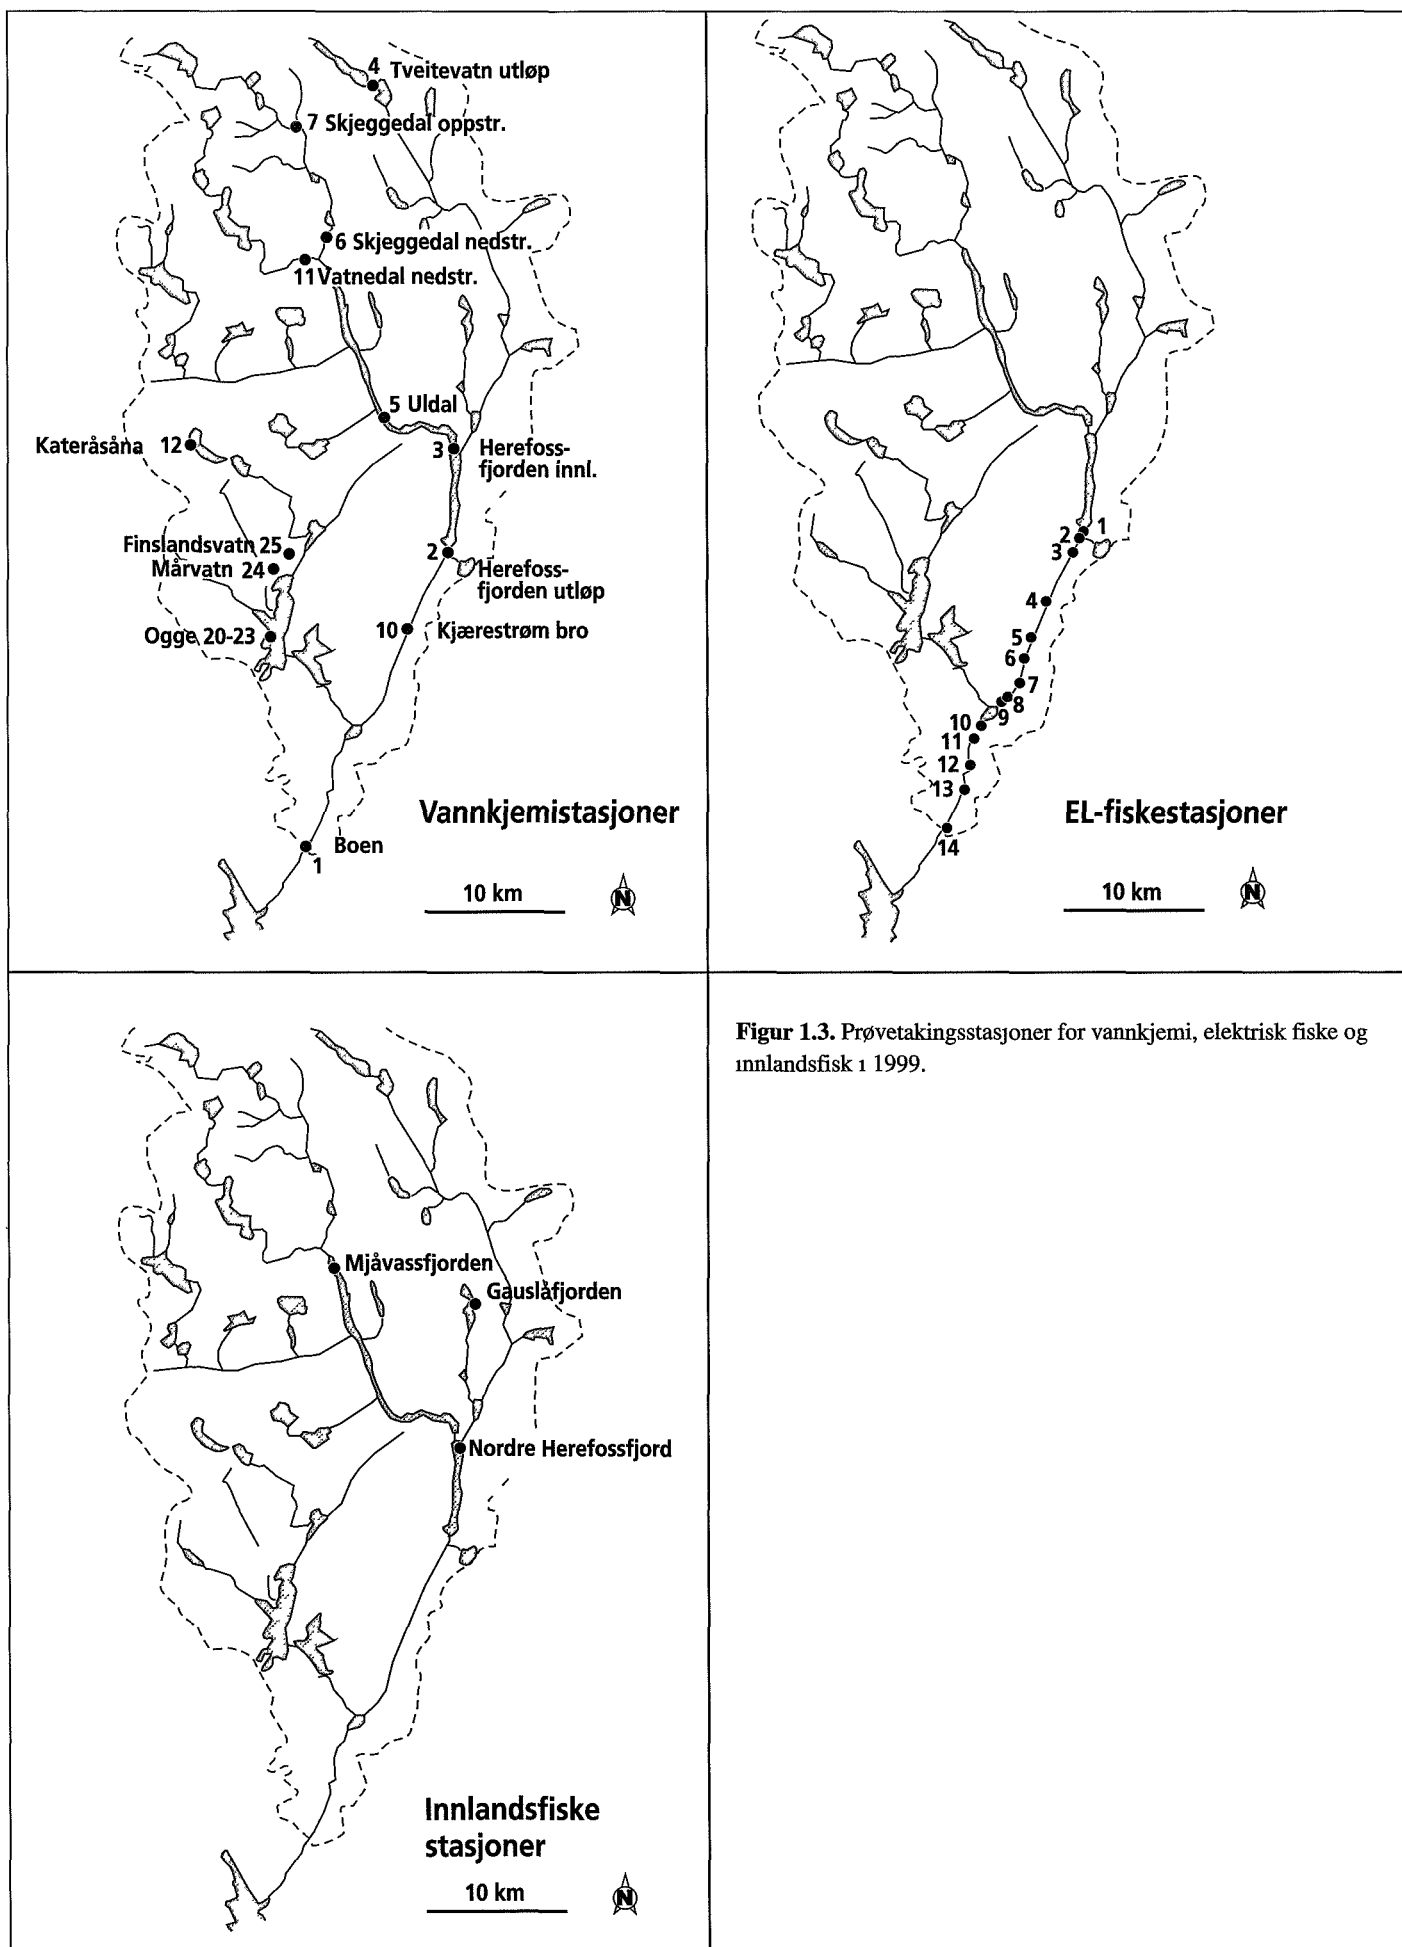 4 Tveitevatn utløp
7 Skjeggedal oppstr.
6 Skjeggedal nedstr.
11 Vatnedal nedstr.
5 Uldal
Kateråsåna 12
3 Herefoss-
fjorden innl.
Finslandsvatn 25
Mårvatn 24
2 Herefoss-
fjorden utløp
Ogge 20-23
10 Kjærestrøm bro
Vannkjemistasjoner
Boen
1
10 km
N
1
2
3
4
5
6
7
8
9
10
11
12
13
14
EL-fiskestasjoner
10 km
N
Mjåvassfjorden
Gauslåfjorden
Nordre Herefossfjord
Innlandsfiske
stasjoner
10 km
N
Figur 1.3. Prøvetakingsstasjoner for vannkjemi, elektrisk fiske og
innlandsfisk i 1999.